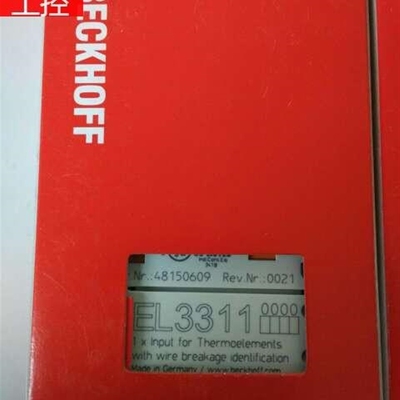 工控
BECKHOFF
Nr.:48150609 Rev.Nr:0021
EL3311 0000
1 x Input for Thermoelements
with wire breakage identification
Made in Germany / www.beckhoff.com